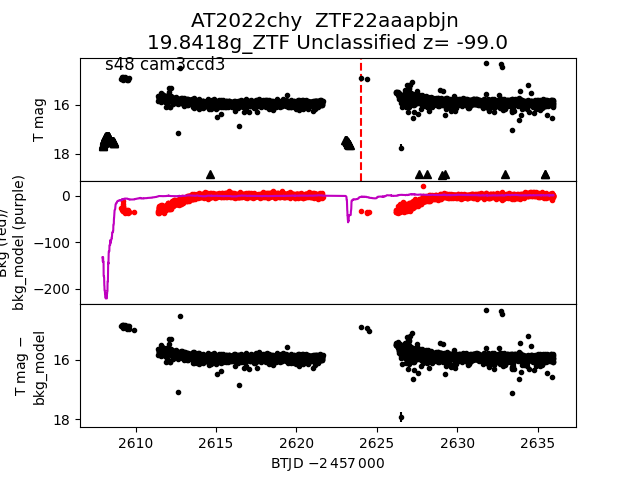 AT2022chy  ZTF22aaapbjn
19.8418g_ZTF Unclassified z= -99.0
s48 cam3ccd3
T mag
16
18
Bkg (red)/
bkg_model (purple)
0
−100
−200
T mag −
bkg_model
16
18
2610 2615 2620 2625 2630 2635
BTJD −2 457 000